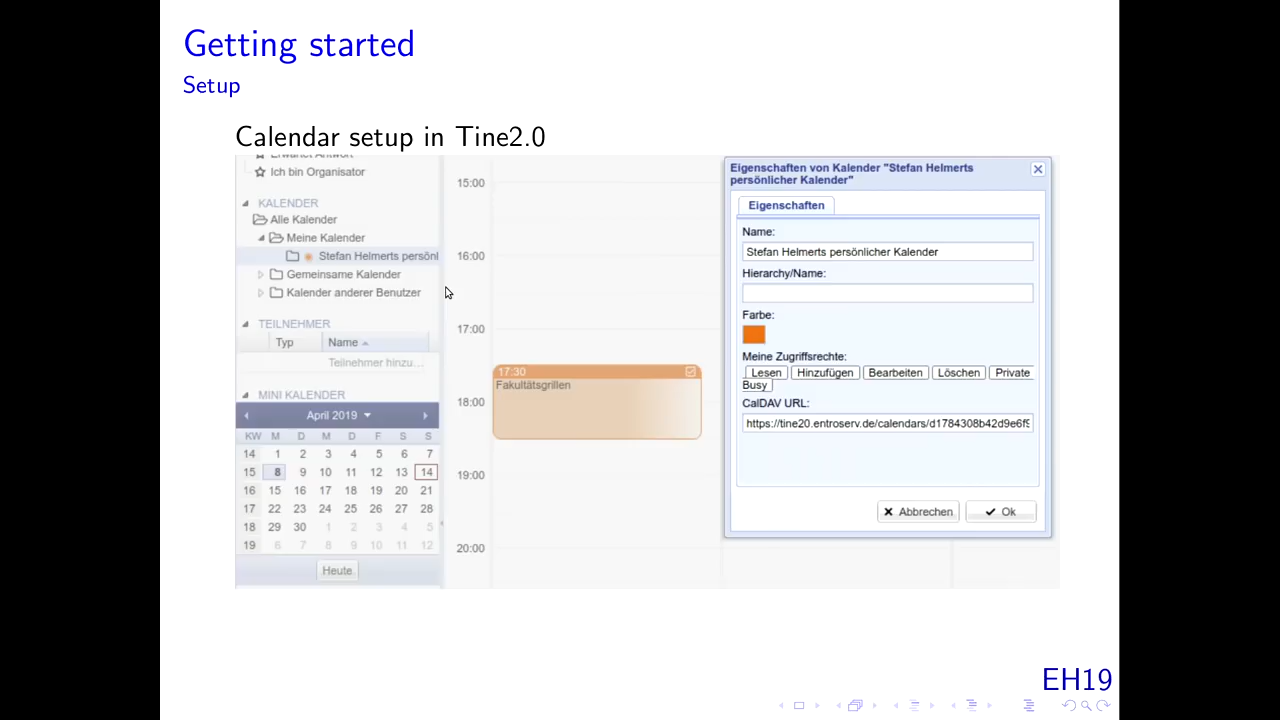 Getting started
Setup
Calendar setup in Tine2.0
Erwartet Antwort
Ich bin Organisator
KALENDER
Alle Kalender
Meine Kalender
Stefan Helmerts persönl
Gemeinsame Kalender
Kalender anderer Benutzer
TEILNEHMER
Typ Name
Teilnehmer hinzu...
MINI KALENDER
April 2019
KW M D M D F S S
14 1 2 3 4 5 6 7
15 8 9 10 11 12 13 14
16 15 16 17 18 19 20 21
17 22 23 24 25 26 27 28
18 29 30 1 2 3 4 5
19 6 7 8 9 10 11 12
Heute
15:00
16:00
17:00
18:00
19:00
20:00
17:30
Fakultätsgrillen
Eigenschaften von Kalender "Stefan Helmerts
persönlicher Kalender"
Eigenschaften
Name:
Stefan Helmerts persönlicher Kalender
Hierarchy/Name:
Farbe:
Meine Zugriffsrechte:
Lesen Hinzufügen Bearbeiten Löschen Private
Busy
CalDAV URL:
https://tine20.entroserv.de/calendars/d1784308b42d9e6f5
Abbrechen Ok
EH19